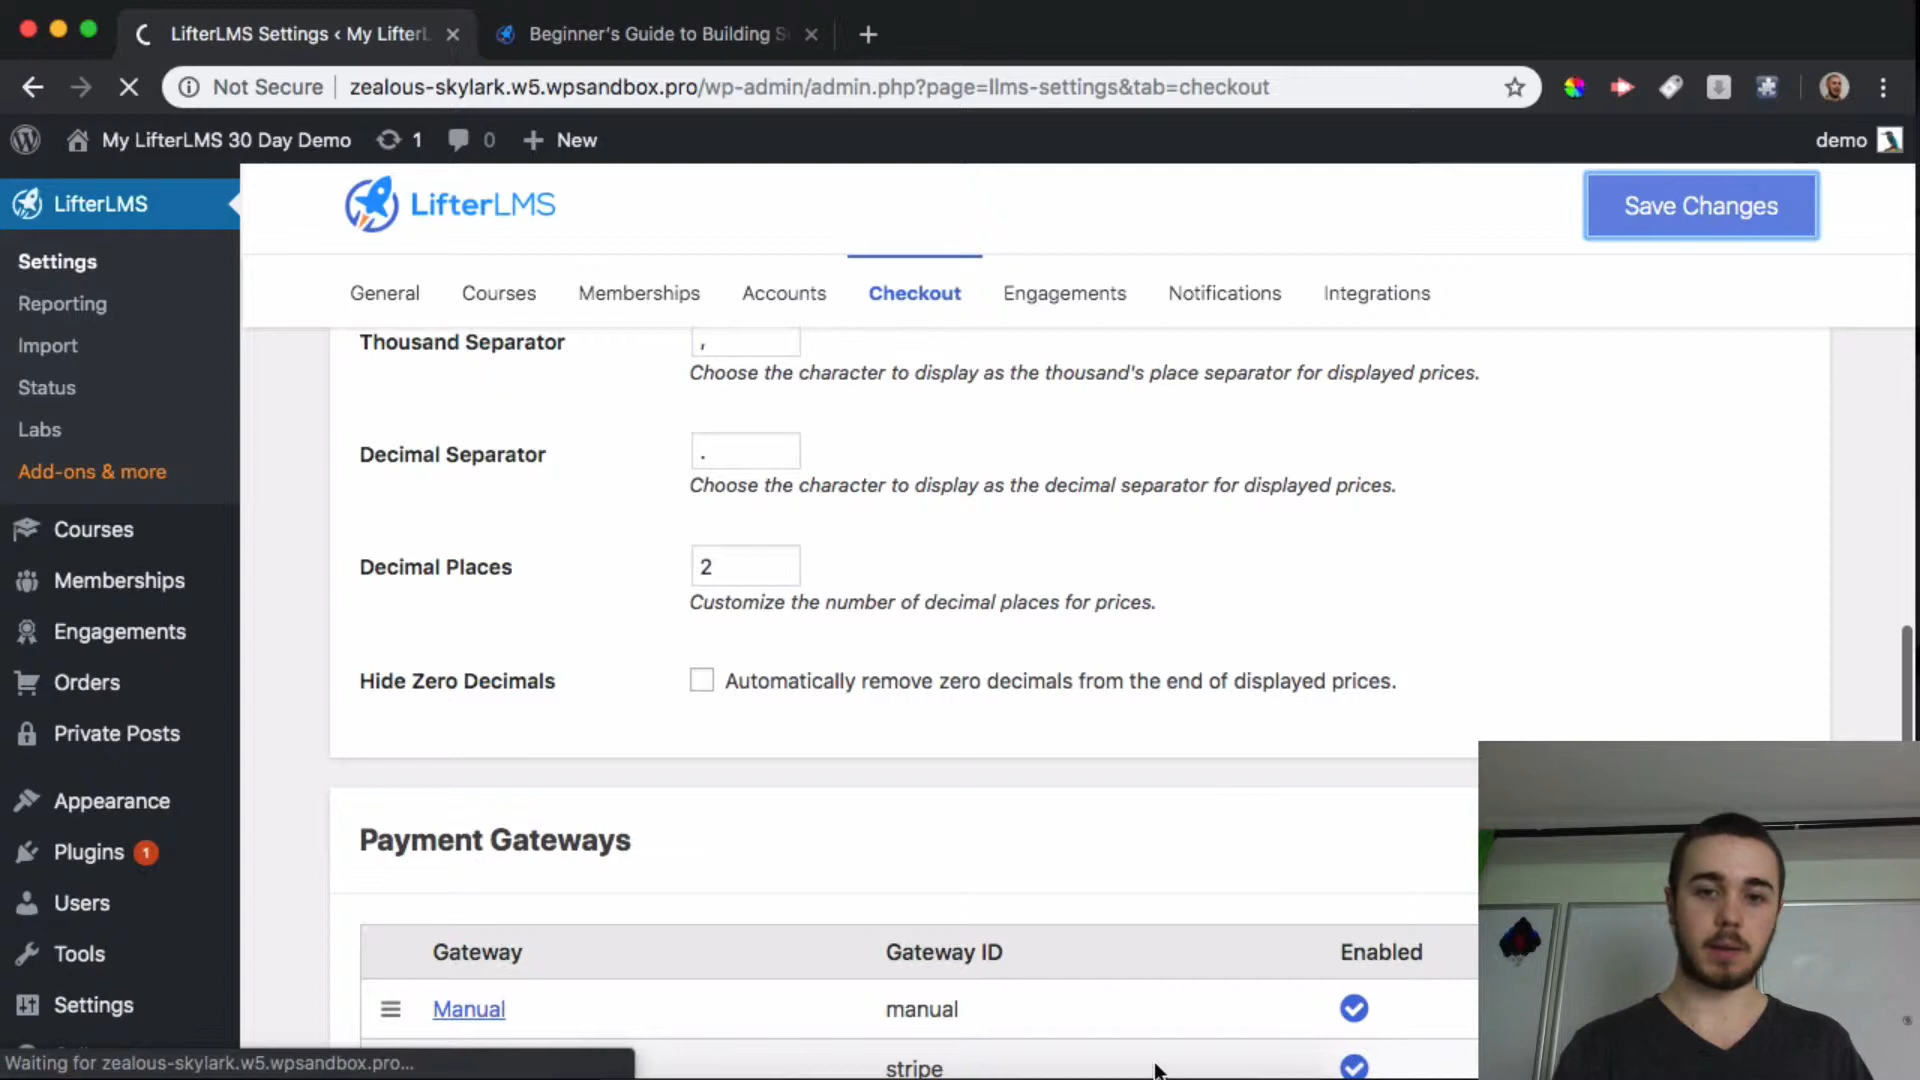 LifterLMS Settings ‹ My LifterL
Beginner's Guide to Building S
Not Secure zealous-skylark.w5.wpsandbox.pro/wp-admin/admin.php?page=llms-settings&tab=checkout
My LifterLMS 30 Day Demo 1 0 New demo
LifterLMS
LifterLMS
Save Changes
Settings
Reporting
Import
Status
Labs
Add-ons & more
Courses
Memberships
Engagements
Orders
Private Posts
Appearance
Plugins 1
Users
Tools
Settings
General Courses Memberships Accounts Checkout Engagements Notifications Integrations
Thousand Separator ,
Choose the character to display as the thousand's place separator for displayed prices.
Decimal Separator .
Choose the character to display as the decimal separator for displayed prices.
Decimal Places 2
Customize the number of decimal places for prices.
Hide Zero Decimals Automatically remove zero decimals from the end of displayed prices.
Payment Gateways
Gateway Gateway ID Enabled
Manual manual
stripe
Waiting for zealous-skylark.w5.wpsandbox.pro...